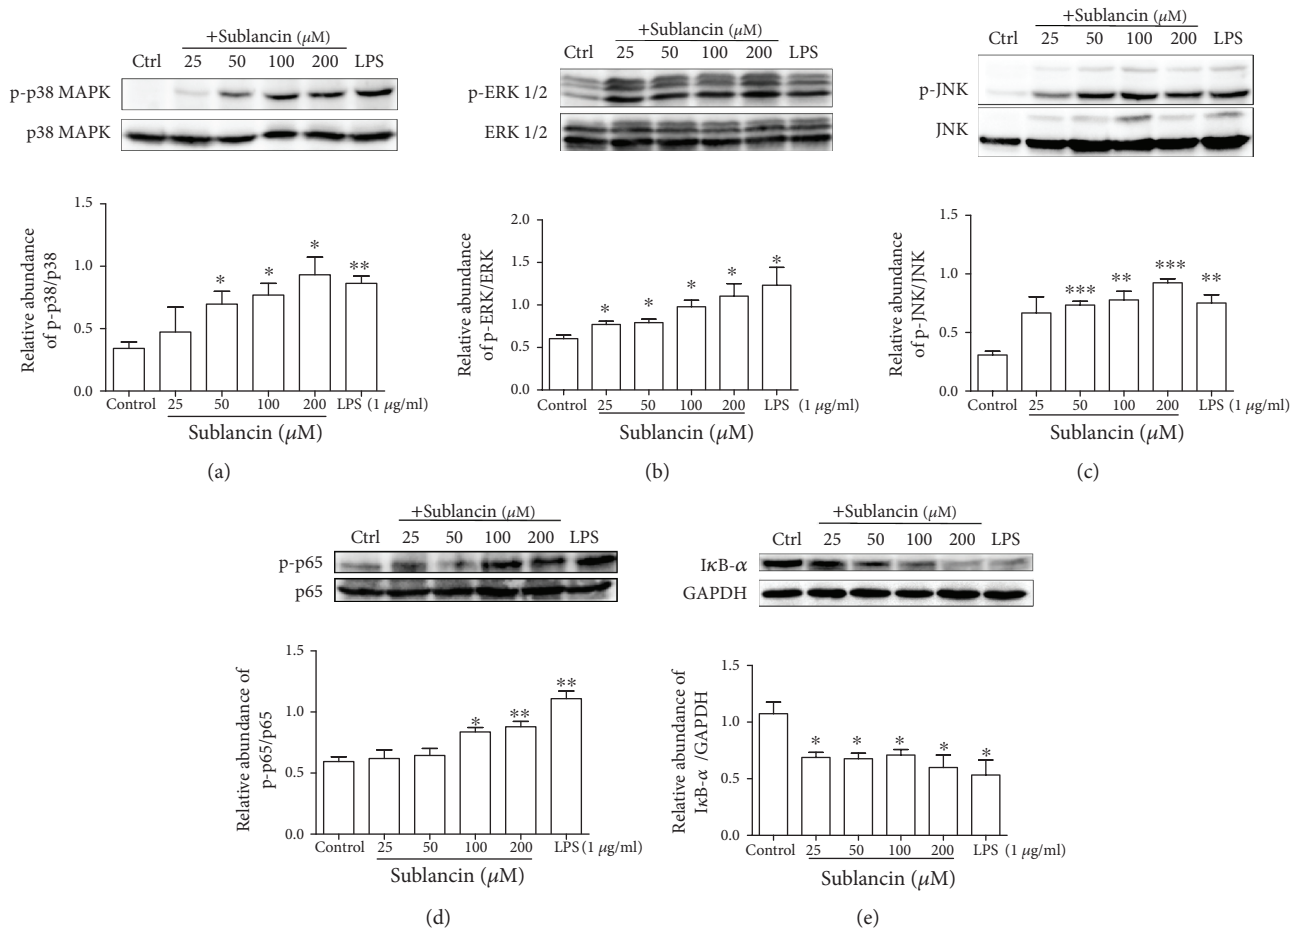 +Sublancin (μM)
Ctrl 25 50 100 200 LPS
p-p38 MAPK
p38 MAPK
Relative abundance
of p-p38/p38
1.5
1.0
0.5
0.0
* * * **
Control 25 50 100 200 LPS (1 μg/ml)
Sublancin (μM)
(a)
+Sublancin (μM)
Ctrl 25 50 100 200 LPS
p-ERK 1/2
ERK 1/2
Relative abundance
of p-ERK/ERK
2.0
1.5
1.0
0.5
0.0
* * * * *
Control 25 50 100 200 LPS (1 μg/ml)
Sublancin (μM)
(b)
+Sublancin (μM)
Ctrl 25 50 100 200 LPS
p-JNK
JNK
Relative abundance
of p-JNK/JNK
1.5
1.0
0.5
0.0
*** ** *** **
Control 25 50 100 200 LPS (1 μg/ml)
Sublancin (μM)
(c)
+Sublancin (μM)
Ctrl 25 50 100 200 LPS
p-p65
p65
Relative abundance of
p-p65/p65
1.5
1.0
0.5
0.0
* ** **
Control 25 50 100 200 LPS (1 μg/ml)
Sublancin (μM)
(d)
+Sublancin (μM)
Ctrl 25 50 100 200 LPS
IκB-α
GAPDH
Relative abundance of
IκB-α /GAPDH
1.5
1.0
0.5
0.0
* * * * *
Control 25 50 100 200 LPS (1 μg/ml)
Sublancin (μM)
(e)